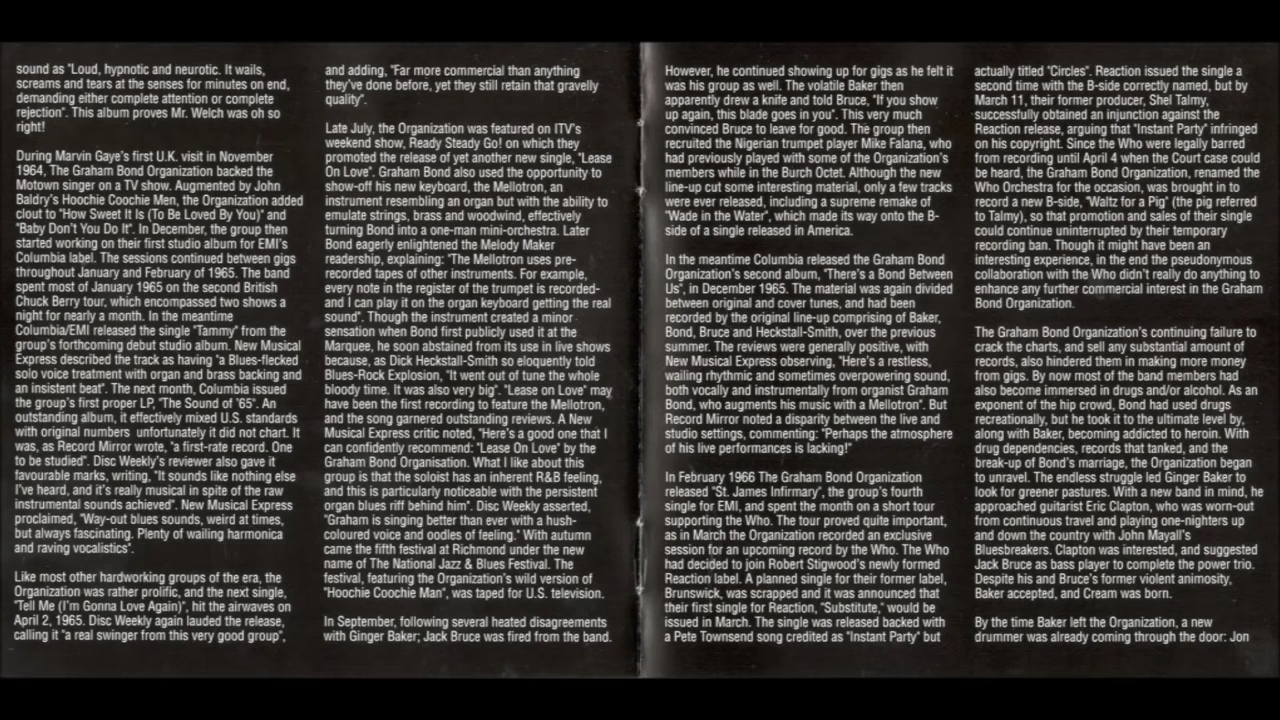 sound as "Loud, hypnotic and neurotic. It wails,
screams and tears at the senses for minutes on end,
demanding either complete attention or complete
rejection". This album proves Mr. Welch was oh so
right!
During Marvin Gaye's first U.K. visit in November
1964, The Graham Bond Organization backed the
Motown singer on a TV show. Augmented by John
Baldry's Hoochie Coochie Men, the Organization added
clout to "How Sweet It Is (To Be Loved By You)" and
"Baby Don't You Do It". In December, the group then
started working on their first studio album for EMI's
Columbia label. The sessions continued between gigs
throughout January and February of 1965. The band
spent most of January 1965 on the second British
Chuck Berry tour, which encompassed two shows a
night for nearly a month. In the meantime
Columbia/EMI released the single "Tammy" from the
group's forthcoming debut studio album. New Musical
Express described the track as having "a Blues-flecked
solo voice treatment with organ and brass backing and
an insistent beat". The next month, Columbia issued
the group's first proper LP, "The Sound of '65". An
outstanding album, it effectively mixed U.S. standards
with original numbers unfortunately it did not chart. It
was, as Record Mirror wrote, "a first-rate record. One
to be studied". Disc Weekly's reviewer also gave it
favourable marks, writing, "It sounds like nothing else
I've heard, and it's really musical in spite of the raw
instrumental sounds achieved". New Musical Express
proclaimed, "Way-out blues sounds, weird at times,
but always fascinating. Plenty of wailing harmonica
and raving vocalistics".
Like most other hardworking groups of the era, the
Organization was rather prolific, and the next single,
"Tell Me (I'm Gonna Love Again)", hit the airwaves on
April 2, 1965. Disc Weekly again lauded the release,
calling it "a real swinger from this very good group",
and adding, "Far more commercial than anything
they've done before, yet they still retain that gravelly
quality".
Late July, the Organization was featured on ITV's
weekend show, Ready Steady Go! on which they
promoted the release of yet another new single, "Lease
On Love". Graham Bond also used the opportunity to
show-off his new keyboard, the Mellotron, an
instrument resembling an organ but with the ability to
emulate strings, brass and woodwind, effectively
turning Bond into a one-man mini-orchestra. Later
Bond eagerly enlightened the Melody Maker
readership, explaining: "The Mellotron uses pre-
recorded tapes of other instruments. For example,
every note in the register of the trumpet is recorded-
and I can play it on the organ keyboard getting the real
sound". Though the instrument created a minor
sensation when Bond first publicly used it at the
Marquee, he soon abstained from its use in live shows
because, as Dick Heckstall-Smith so eloquently told
Blues-Rock Explosion, "It went out of tune the whole
bloody time. It was also very big". "Lease on Love" may
have been the first recording to feature the Mellotron,
and the song garnered outstanding reviews. A New
Musical Express critic noted, "Here's a good one that I
can confidently recommend: "Lease On Love" by the
Graham Bond Organisation. What I like about this
group is that the soloist has an inherent R&B feeling,
and this is particularly noticeable with the persistent
organ blues riff behind him". Disc Weekly asserted,
"Graham is singing better than ever with a hush-
coloured voice and oodles of feeling." With autumn
came the fifth festival at Richmond under the new
name of The National Jazz & Blues Festival. The
festival, featuring the Organization's wild version of
"Hoochie Coochie Man", was taped for U.S. television.
In September, following several heated disagreements
with Ginger Baker; Jack Bruce was fired from the band.
However, he continued showing up for gigs as he felt it
was his group as well. The volatile Baker then
apparently drew a knife and told Bruce, "If you show
up again, this blade goes in you". This very much
convinced Bruce to leave for good. The group then
recruited the Nigerian trumpet player Mike Falana, who
had previously played with some of the Organization's
members while in the Burch Octet. Although the new
line-up cut some interesting material, only a few tracks
were ever released, including a supreme remake of
"Wade in the Water", which made its way onto the B-
side of a single released in America.
In the meantime Columbia released the Graham Bond
Organization's second album, "There's a Bond Between
Us", in December 1965. The material was again divided
between original and cover tunes, and had been
recorded by the original line-up comprising of Baker,
Bond, Bruce and Heckstall-Smith, over the previous
summer. The reviews were generally positive, with
New Musical Express observing, "Here's a restless,
wailing rhythmic and sometimes overpowering sound,
both vocally and instrumentally from organist Graham
Bond, who augments his music with a Mellotron". But
Record Mirror noted a disparity between the live and
studio settings, commenting: "Perhaps the atmosphere
of his live performances is lacking!"
In February 1966 The Graham Bond Organization
released "St. James Infirmary", the group's fourth
single for EMI, and spent the month on a short tour
supporting the Who. The tour proved quite important,
as in March the Organization recorded an exclusive
session for an upcoming record by the Who. The Who
had decided to join Robert Stigwood's newly formed
Reaction label. A planned single for their former label,
Brunswick, was scrapped and it was announced that
their first single for Reaction, "Substitute," would be
issued in March. The single was released backed with
a Pete Townsend song credited as "Instant Party" but
actually titled "Circles". Reaction issued the single a
second time with the B-side correctly named, but by
March 11, their former producer, Shel Talmy,
successfully obtained an injunction against the
Reaction release, arguing that "Instant Party" infringed
on his copyright. Since the Who were legally barred
from recording until April 4 when the Court case could
be heard, the Graham Bond Organization, renamed the
Who Orchestra for the occasion, was brought in to
record a new B-side, "Waltz for a Pig" (the pig referred
to Talmy), so that promotion and sales of their single
could continue uninterrupted by their temporary
recording ban. Though it might have been an
interesting experience, in the end the pseudonymous
collaboration with the Who didn't really do anything to
enhance any further commercial interest in the Graham
Bond Organization.
The Graham Bond Organization's continuing failure to
crack the charts, and sell any substantial amount of
records, also hindered them in making more money
from gigs. By now most of the band members had
also become immersed in drugs and/or alcohol. As an
exponent of the hip crowd, Bond had used drugs
recreationally, but he took it to the ultimate level by,
along with Baker, becoming addicted to heroin. With
drug dependencies, records that tanked, and the
break-up of Bond's marriage, the Organization began
to unravel. The endless struggle led Ginger Baker to
look for greener pastures. With a new band in mind, he
approached guitarist Eric Clapton, who was worn-out
from continuous travel and playing one-nighters up
and down the country with John Mayall's
Bluesbreakers. Clapton was interested, and suggested
Jack Bruce as bass player to complete the power trio.
Despite his and Bruce's former violent animosity,
Baker accepted, and Cream was born.
By the time Baker left the Organization, a new
drummer was already coming through the door: Jon